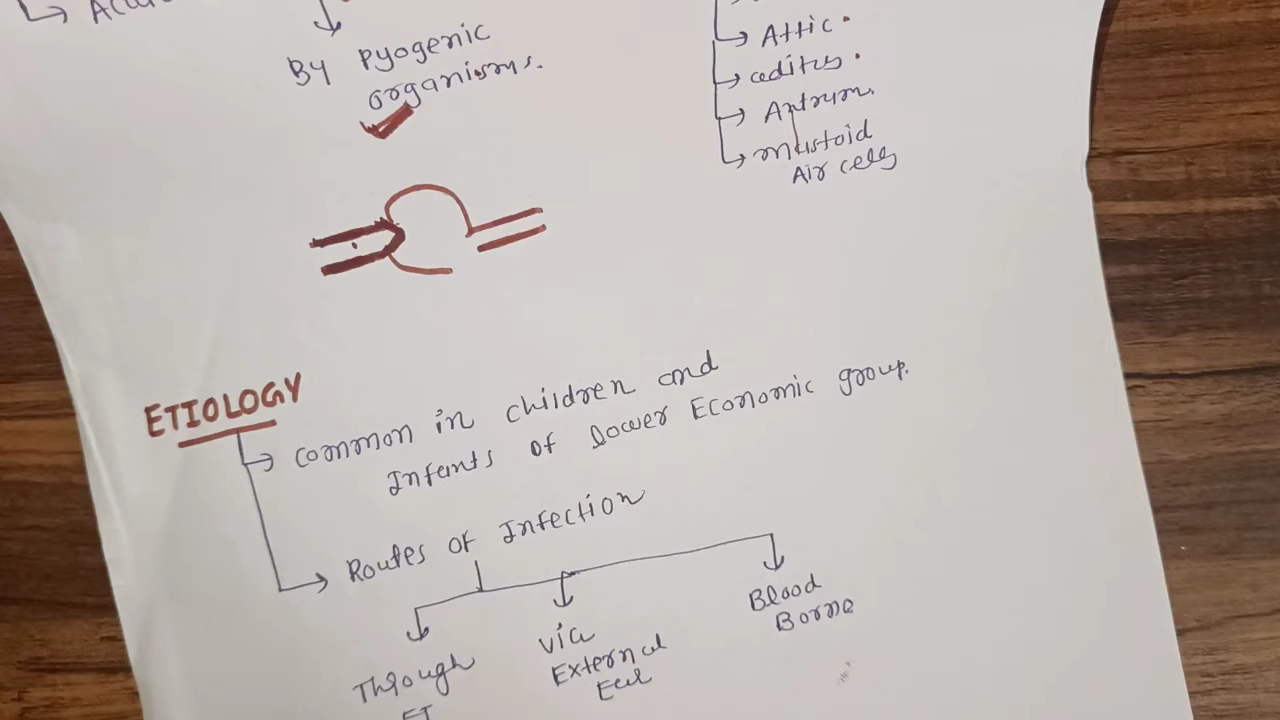 By Pyogenic
organisms.
Attic
aditus
Antrum.
mastoid
Air cells
ETIOLOGY
Common in children and
Infants of lower Economic group.
Routes of Infection
Through
ET
via
External
Ear
Blood
Borne